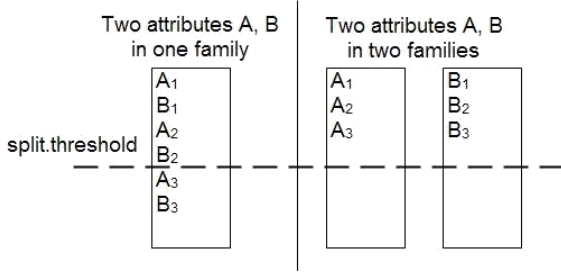 Two attributes A, B
in one family
A1
B1
A2
B2
A3
B3
split.threshold
Two attributes A, B
in two families
A1
A2
A3
B1
B2
B3